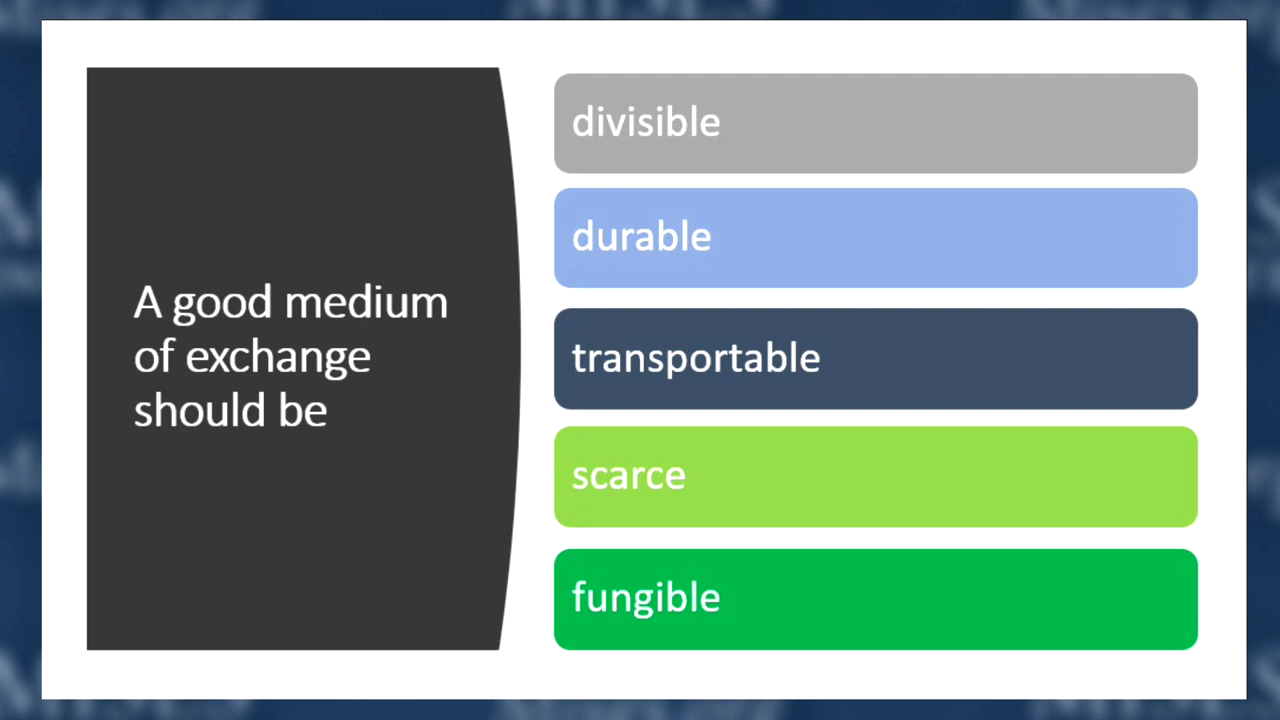 A good medium
of exchange
should be
divisible
durable
transportable
scarce
fungible